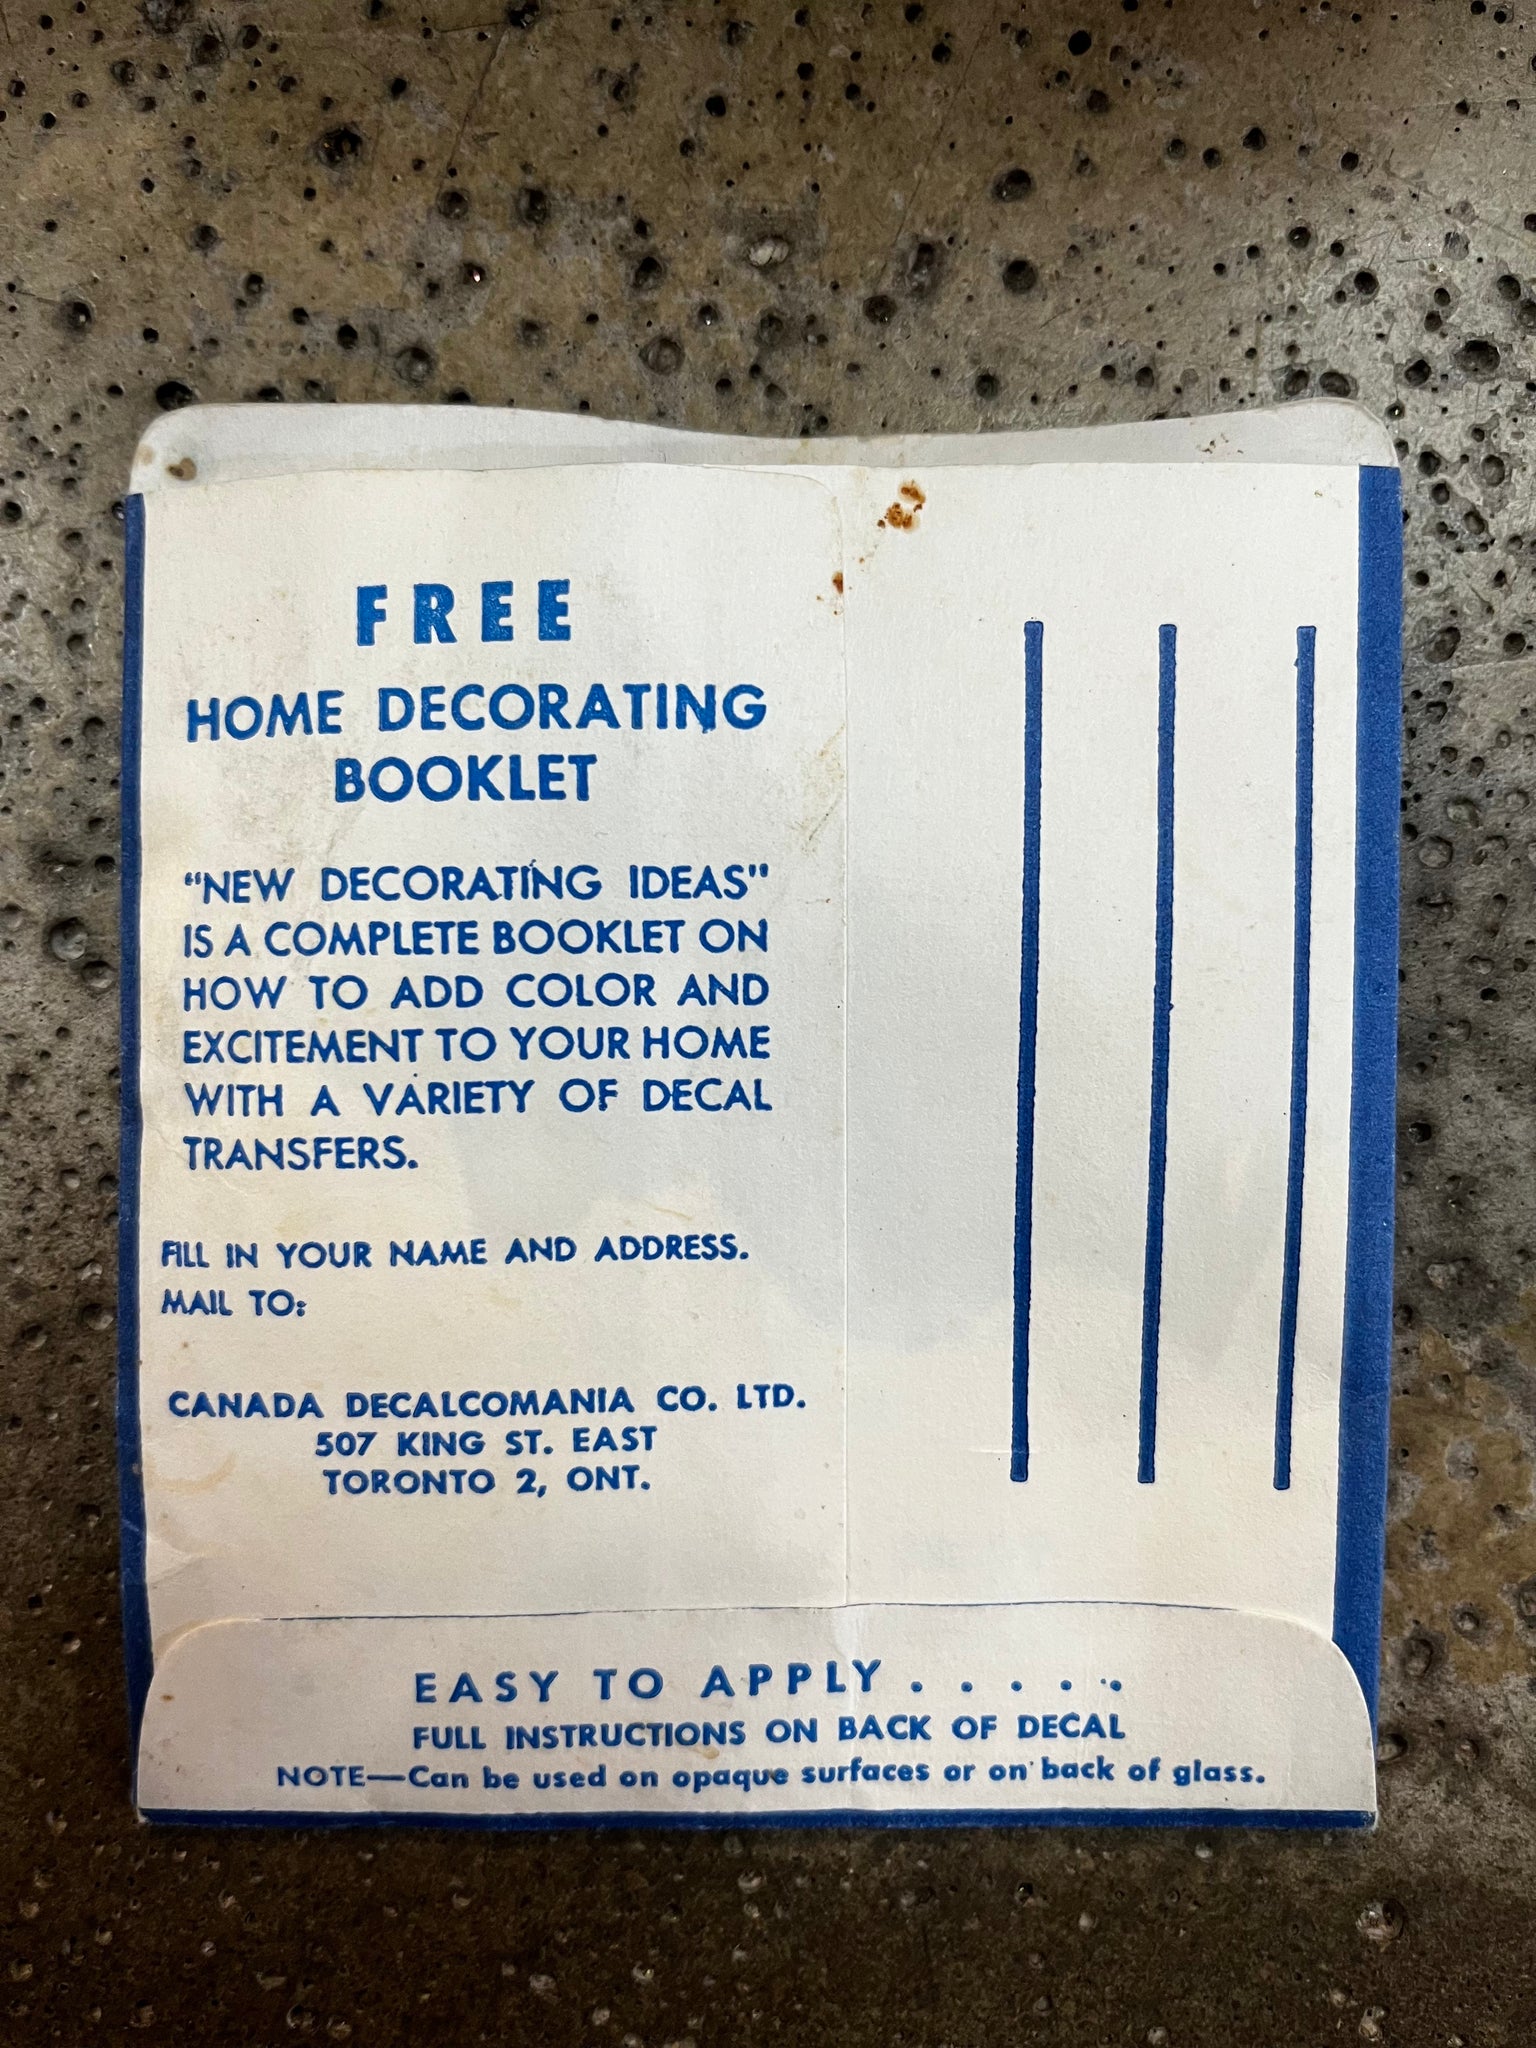 FREE
HOME DECORATING
BOOKLET
“NEW DECORATING IDEAS”
IS A COMPLETE BOOKLET ON
HOW TO ADD COLOR AND
EXCITEMENT TO YOUR HOME
WITH A VARIETY OF DECAL
TRANSFERS.
FILL IN YOUR NAME AND ADDRESS.
MAIL TO:
CANADA DECALCOMANIA CO. LTD.
507 KING ST. EAST
TORONTO 2, ONT.
EASY TO APPLY . . . . .
FULL INSTRUCTIONS ON BACK OF DECAL
NOTE—Can be used on opaque surfaces or on back of glass.